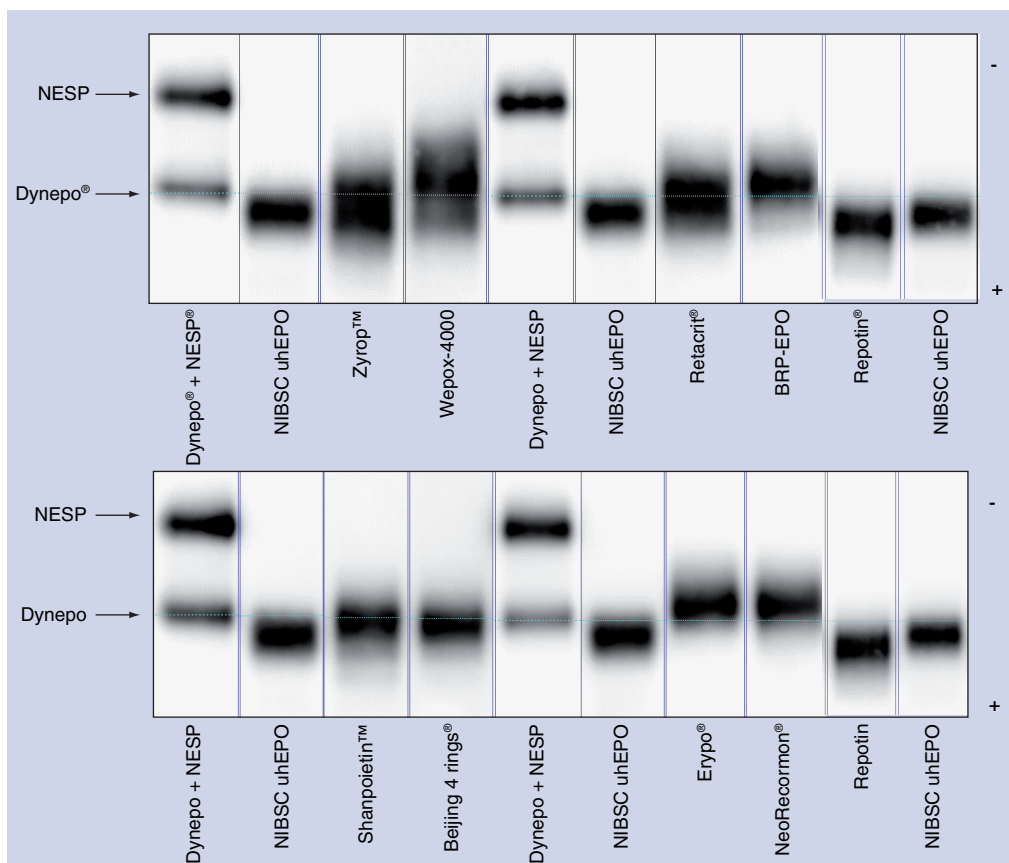 NESP
Dynepo®
-
+
Dynepo® + NESP®
NIBSC uhEPO
Zyrop™
Wepox-4000
Dynepo + NESP
NIBSC uhEPO
Retacrit®
BRP-EPO
Repotin®
NIBSC uhEPO
NESP
Dynepo
-
+
Dynepo + NESP
NIBSC uhEPO
Shanpoietin™
Beijing 4 rings®
Dynepo + NESP
NIBSC uhEPO
Erypo®
NeoRecormon®
Repotin
NIBSC uhEPO